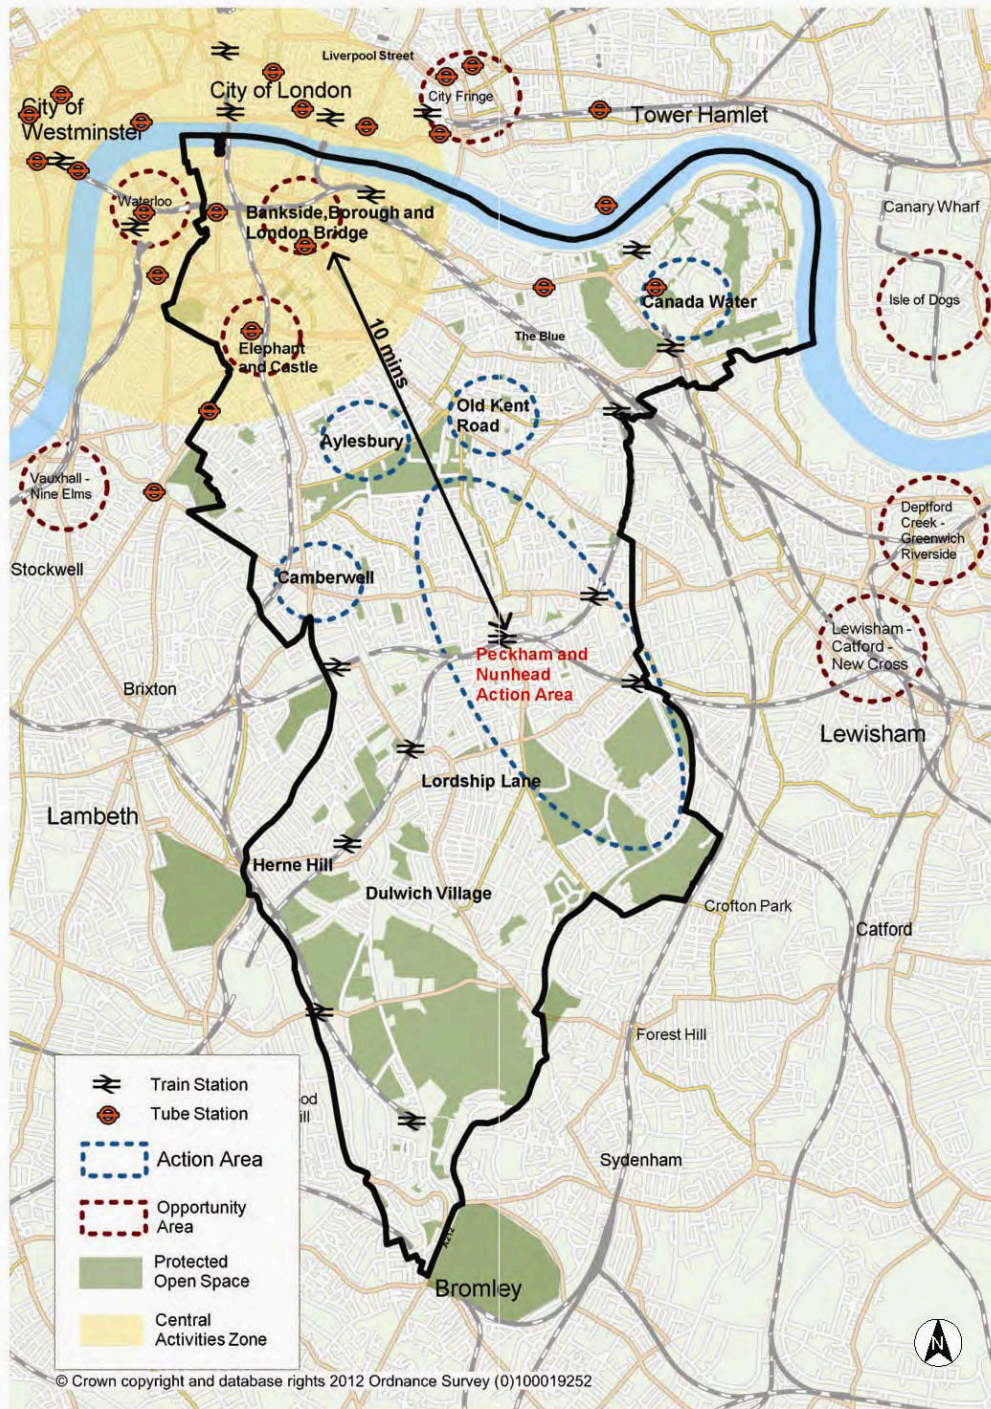 Liverpool Street
City of London
City Fringe
City of
Westminster
Tower Hamlet
Waterloo
Bankside,Borough and
London Bridge
Canary Wharf
Canada Water
Isle of Dogs
The Blue
Elephant
and Castle
10 mins
Old Kent
Road
Aylesbury
Vauxhall -
Nine Elms
Deptford
Creek -
Greenwich
Riverside
Stockwell
Camberwell
Lewisham -
Catford -
New Cross
Peckham and
Nunhead
Action Area
Brixton
Lewisham
Lordship Lane
Lambeth
Herne Hill
Dulwich Village
Crofton Park
Catford
Forest Hill
Train Station
Tube Station
ood
ill
Action Area
Sydenham
Opportunity
Area
A212
Protected
Open Space
Bromley
Central
Activities Zone
N
© Crown copyright and database rights 2012 Ordnance Survey (0)100019252